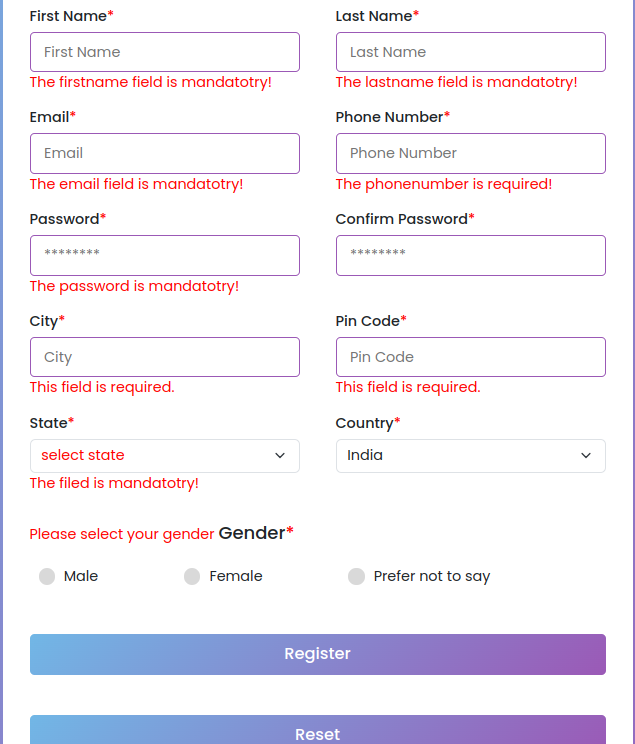 First Name* Last Name*
First Name Last Name
The firstname field is mandatotry! The lastname field is mandatotry!
Email* Phone Number*
Email Phone Number
The email field is mandatotry! The phonenumber is required!
Password* Confirm Password*
******** ********
The password is mandatotry!
City* Pin Code*
City Pin Code
This field is required. This field is required.
State* Country*
select state India
The filed is mandatotry!
Please select your gender Gender*
Male Female Prefer not to say
Register
Reset